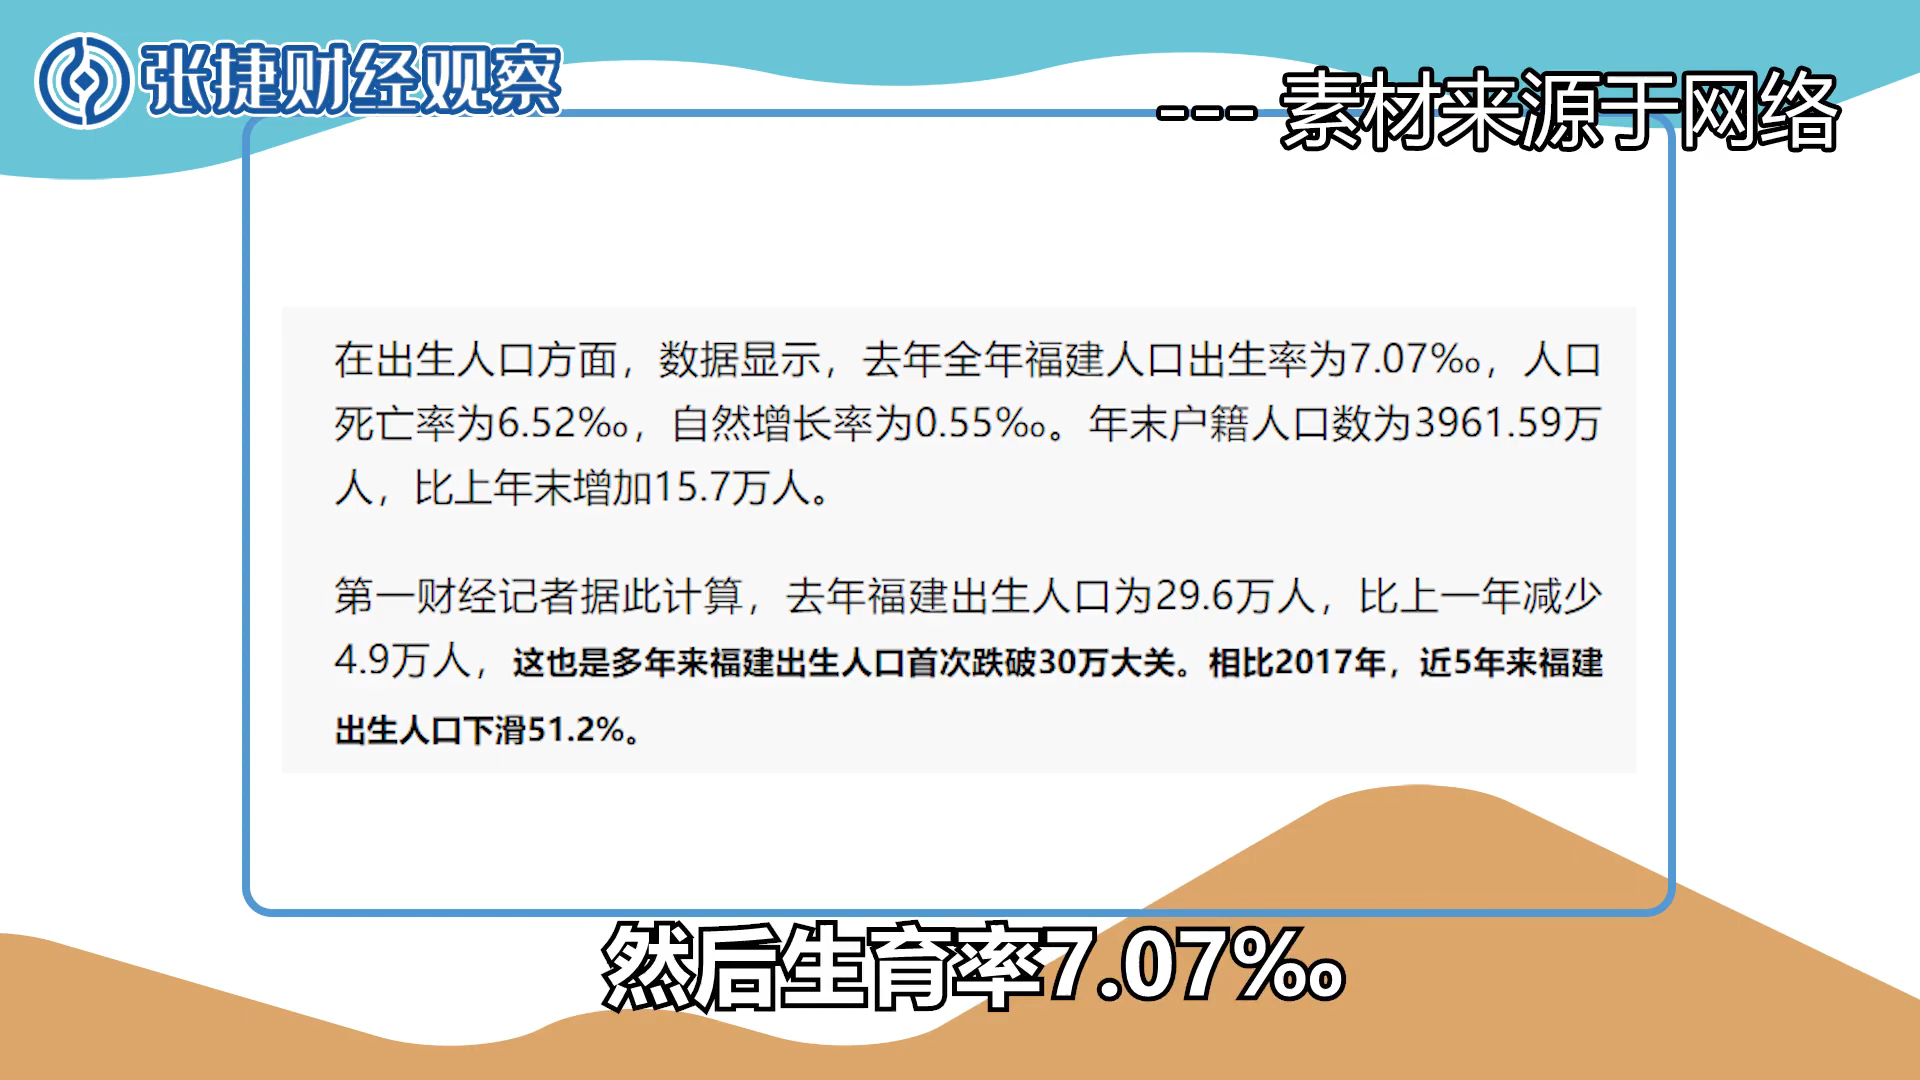 张捷财经观察
--- 素材来源于网络
在出生人口方面，数据显示，去年全年福建人口出生率为7.07‰，人口
死亡率为6.52‰，自然增长率为0.55‰。年末户籍人口数为3961.59万
人，比上年末增加15.7万人。
第一财经记者据此计算，去年福建出生人口为29.6万人，比上一年减少
4.9万人，这也是多年来福建出生人口首次跌破30万大关。相比2017年，近5年来福建
出生人口下滑51.2%。
然后生育率7.07‰